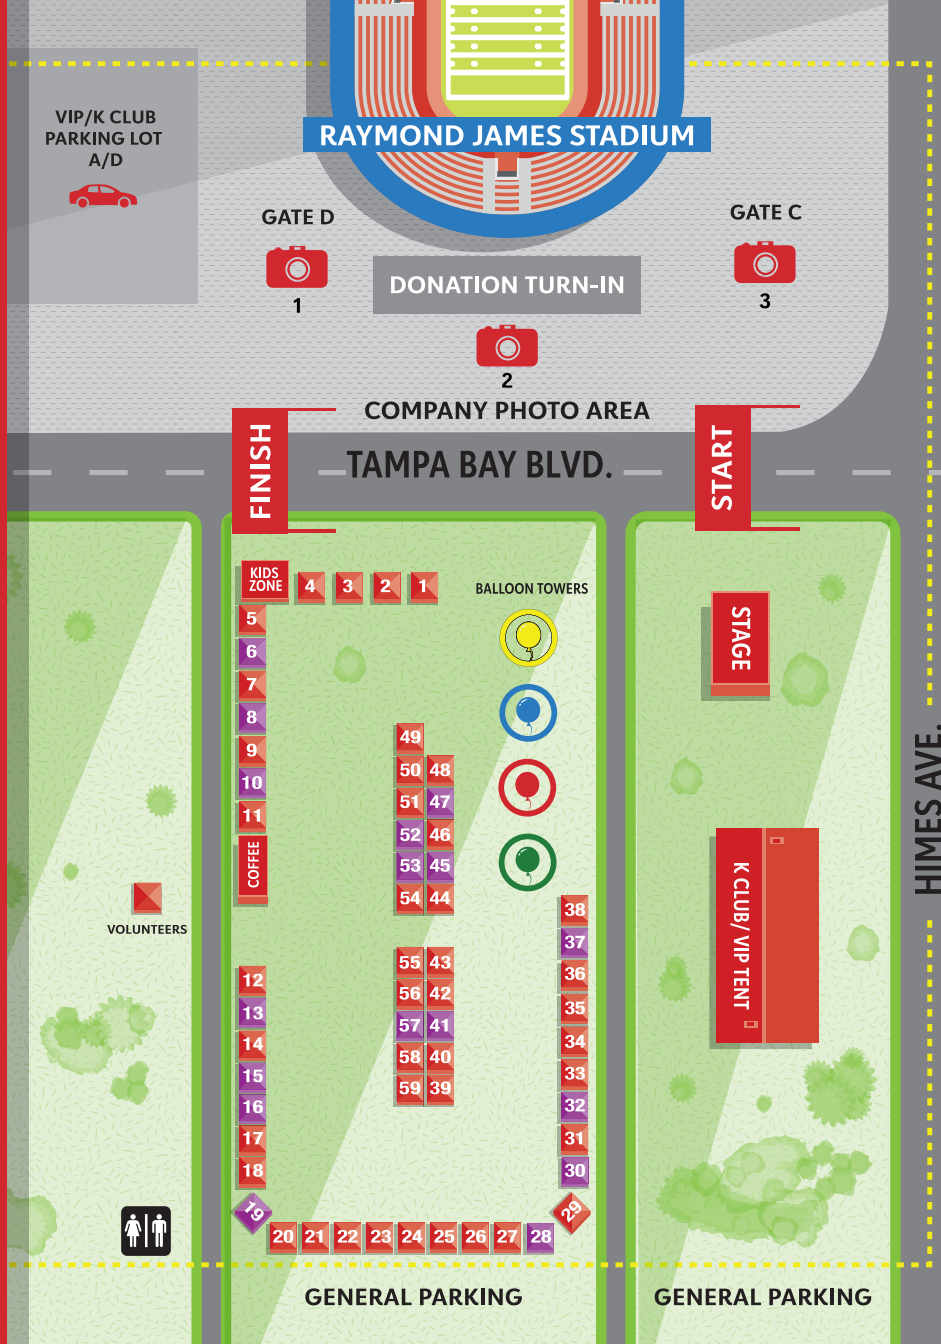 VIP/K CLUB
PARKING LOT
A/D
RAYMOND JAMES STADIUM
GATE D
1
GATE C
3
DONATION TURN-IN
2
COMPANY PHOTO AREA
FINISH
TAMPA BAY BLVD.
START
KIDS
ZONE
4 3 2 1
BALLOON TOWERS
5
6
7
8
9
10
11
COFFEE
STAGE
HIMES AVE.
49
50 48
51 47
52 46
53 45
54 44
K CLUB/ VIP TENT
VOLUNTEERS
38
37
36
35
34
33
32
31
30
55 43
56 42
57 41
58 40
59 39
12
13
14
15
16
17
18
19
29
20 21 22 23 24 25 26 27 28
GENERAL PARKING
GENERAL PARKING